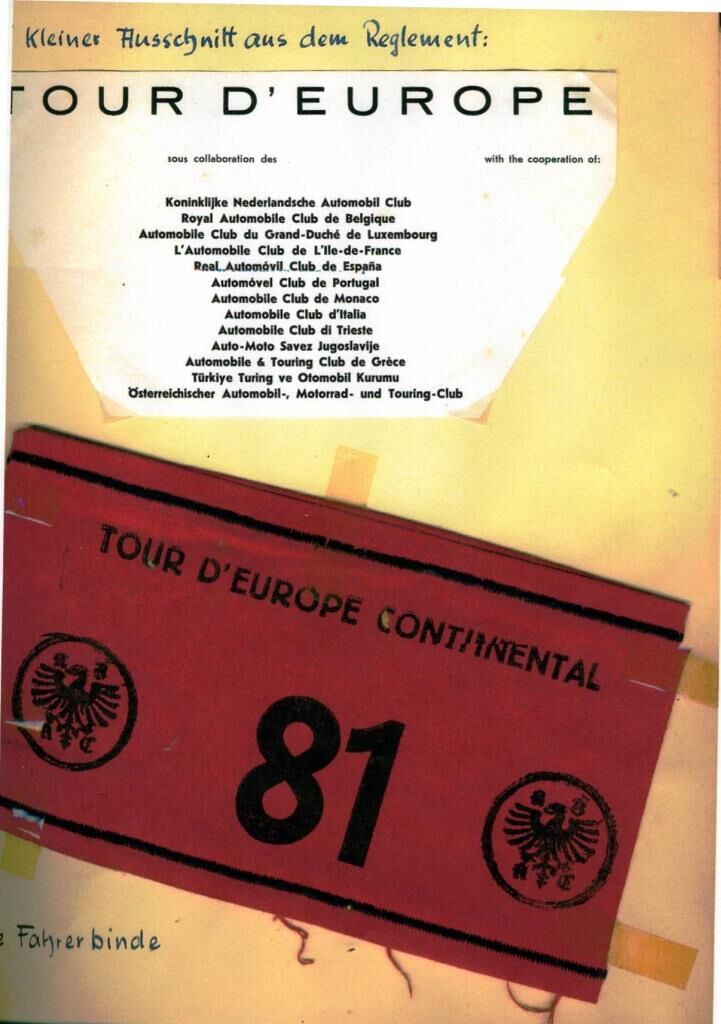 Kleiner Ausschnitt aus dem Reglement:
TOUR D'EUROPE
sous collaboration des
with the cooperation of:
Koninklijke Nederlandsche Automobil Club
Royal Automobile Club de Belgique
Automobile Club du Grand-Duché de Luxembourg
L'Automobile Club de L'Ile-de-France
Real Automóvil Club de España
Automóvel Club de Portugal
Automobile Club de Monaco
Automobile Club d'Italia
Automobile Club di Trieste
Auto-Moto Savez Jugoslavije
Automobile & Touring Club de Grèce
Türkiye Turing ve Otomobil Kurumu
Österreichischer Automobil-, Motorrad- und Touring-Club
TOUR D'EUROPE CONTINENTAL
81
Fahrerbinde